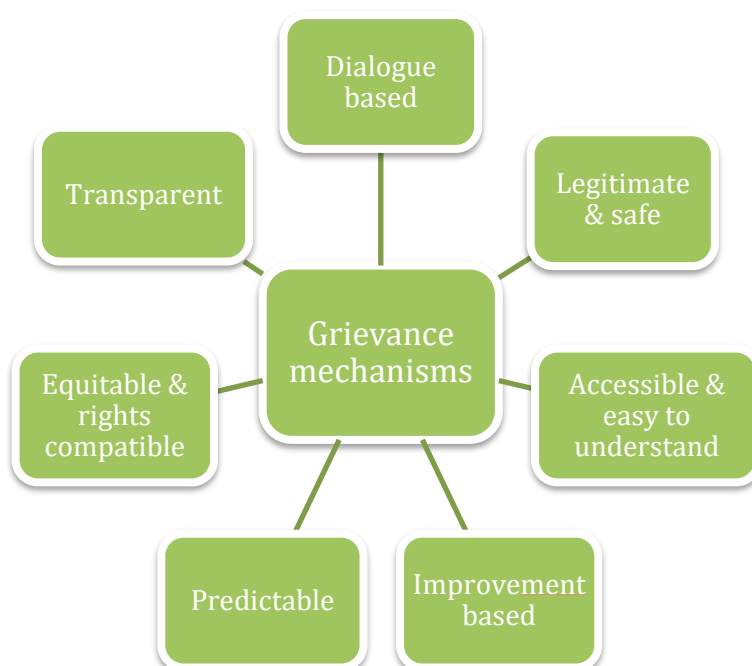 Dialogue
based
Transparent
Legitimate
& safe
Grievance
mechanisms
Equitable &
rights
compatible
Accessible &
easy to
understand
Predictable
Improvement
based